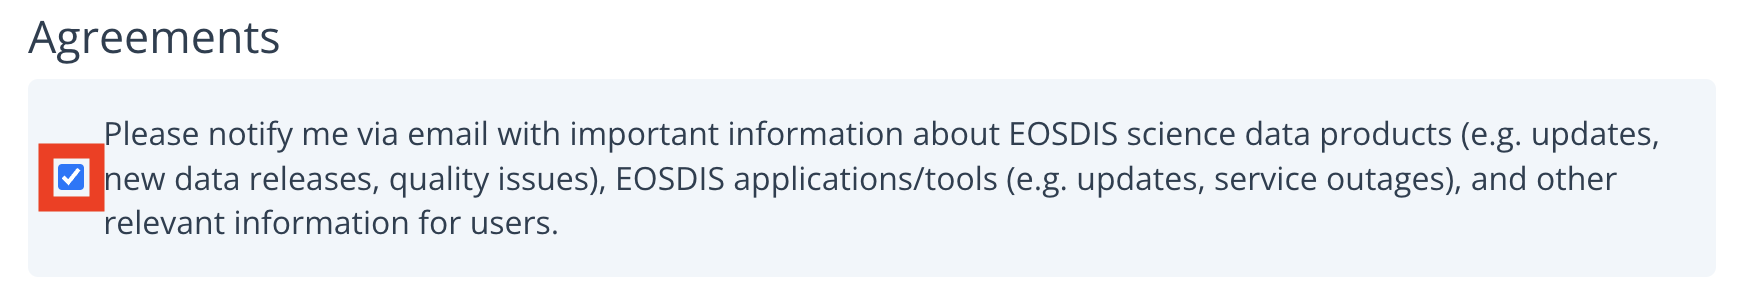 Agreements
Please notify me via email with important information about EOSDIS science data products (e.g. updates,
new data releases, quality issues), EOSDIS applications/tools (e.g. updates, service outages), and other
relevant information for users.